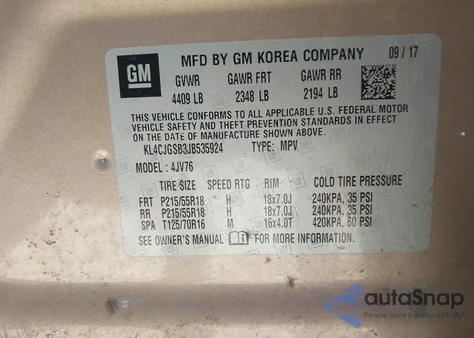 GM
MFD BY GM KOREA COMPANY 09/17
GVWR GAWR FRT GAWR RR
4409 LB 2348 LB 2194 LB
THIS VEHICLE CONFORMS TO ALL APPLICABLE U.S. FEDERAL MOTOR
VEHICLE SAFETY AND THEFT PREVENTION STANDARDS IN EFFECT
ON THE DATE OF MANUFACTURE SHOWN ABOVE.
KL4CJGSB3JB535924 TYPE: MPV
MODEL: 4JV76
TIRE SIZE SPEED RTG RIM COLD TIRE PRESSURE
FRT P215/55R18 H 18x7.0J 240KPA, 35 PSI
RR P215/55R18 H 18x7.0J 240KPA, 35 PSI
SPA T125/70R16 M 16x4.0T 420KPA, 60 PSI
SEE OWNER'S MANUAL FOR MORE INFORMATION.
autoSnap
Pewne auto z aukcji USA